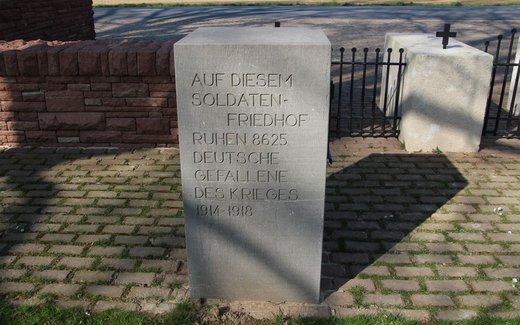 AUF DIESEM
SOLDATEN-
FRIEDHOF
RUHEN 8625
DEUTSCHE
GEFALLENE
DES KRIEGES
1914-1918